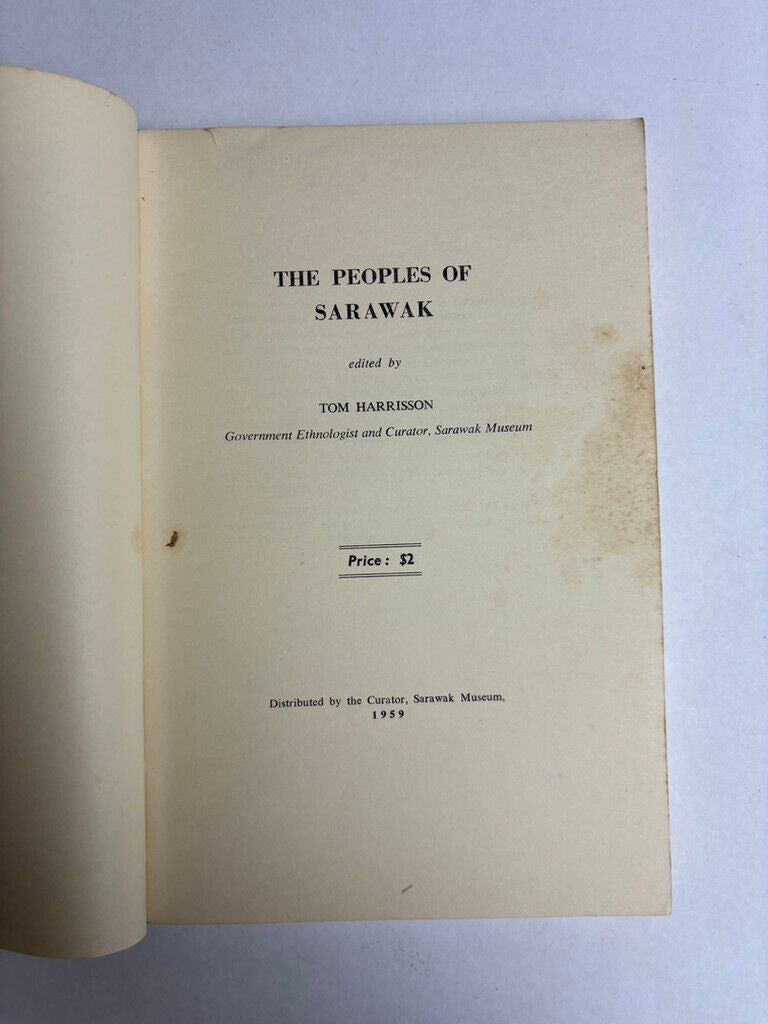 THE PEOPLES OF
SARAWAK
edited by
TOM HARRISSON
Government Ethnologist and Curator, Sarawak Museum
Price : $2
Distributed by the Curator, Sarawak Museum,
1959